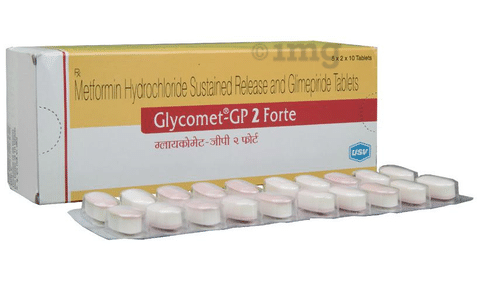 1mg
5 x 2 x 10 Tablets
Rx
Metformin Hydrochloride Sustained Release and Glimepiride Tablets
Glycomet®-GP 2 Forte
ग्लायकोमेट-जीपी २ फोर्ट
USV